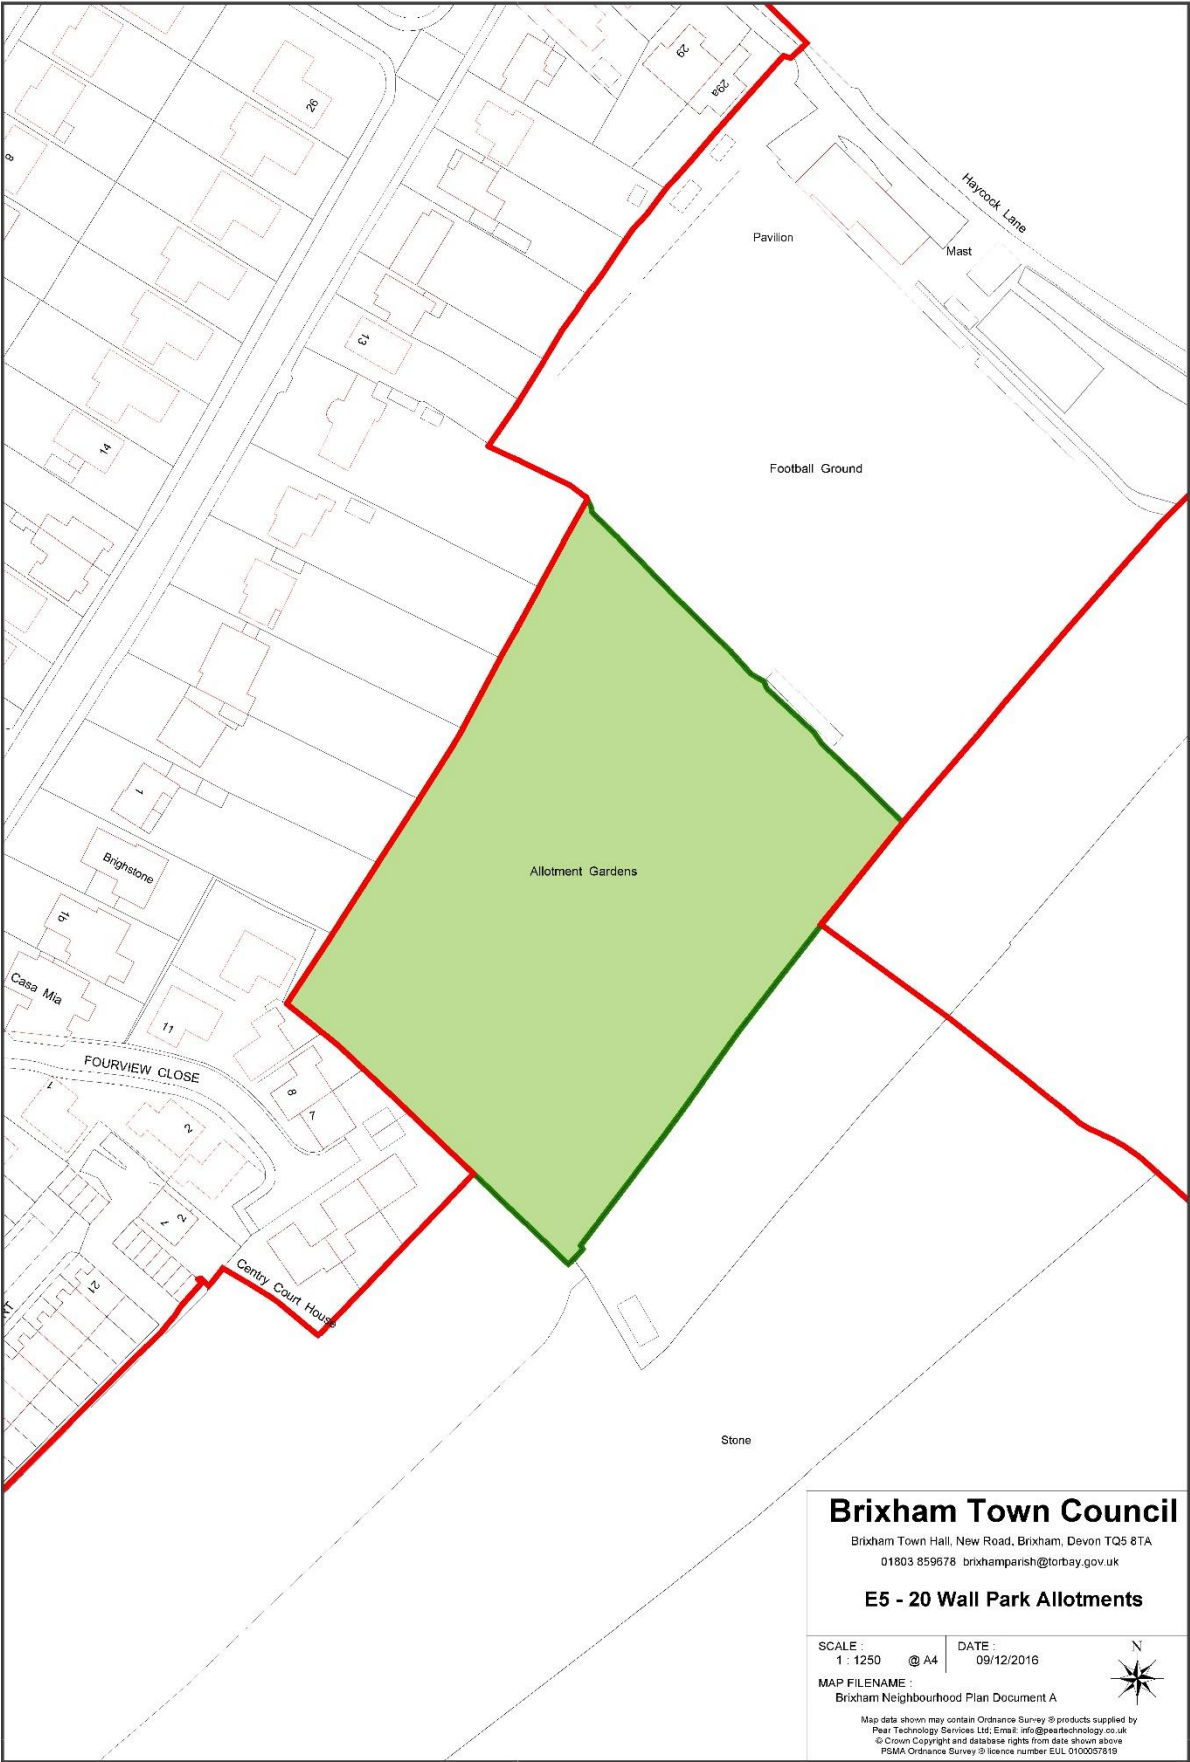 29
29a
26
8
Haycock Lane
Pavilion
Mast
13
14
Football Ground
1
Allotment Gardens
Brighstone
1b
Casa Mia
11
FOURVIEW CLOSE
1
8
7
2
2
21
Centry Court House
Stone
Brixham Town Council
Brixham Town Hall, New Road, Brixham, Devon TQ5 8TA
01803 859678 brixhamparish@torbay.gov.uk
E5 - 20 Wall Park Allotments
SCALE :
1 : 1250 @ A4
DATE :
09/12/2016
N
MAP FILENAME :
Brixham Neighbourhood Plan Document A
Map data shown may contain Ordnance Survey ® products supplied by
Pear Technology Services Ltd; Email: info@peartechnology.co.uk
© Crown Copyright and database rights from date shown above
PSMA Ordnance Survey ® licence number EUL 0100057819